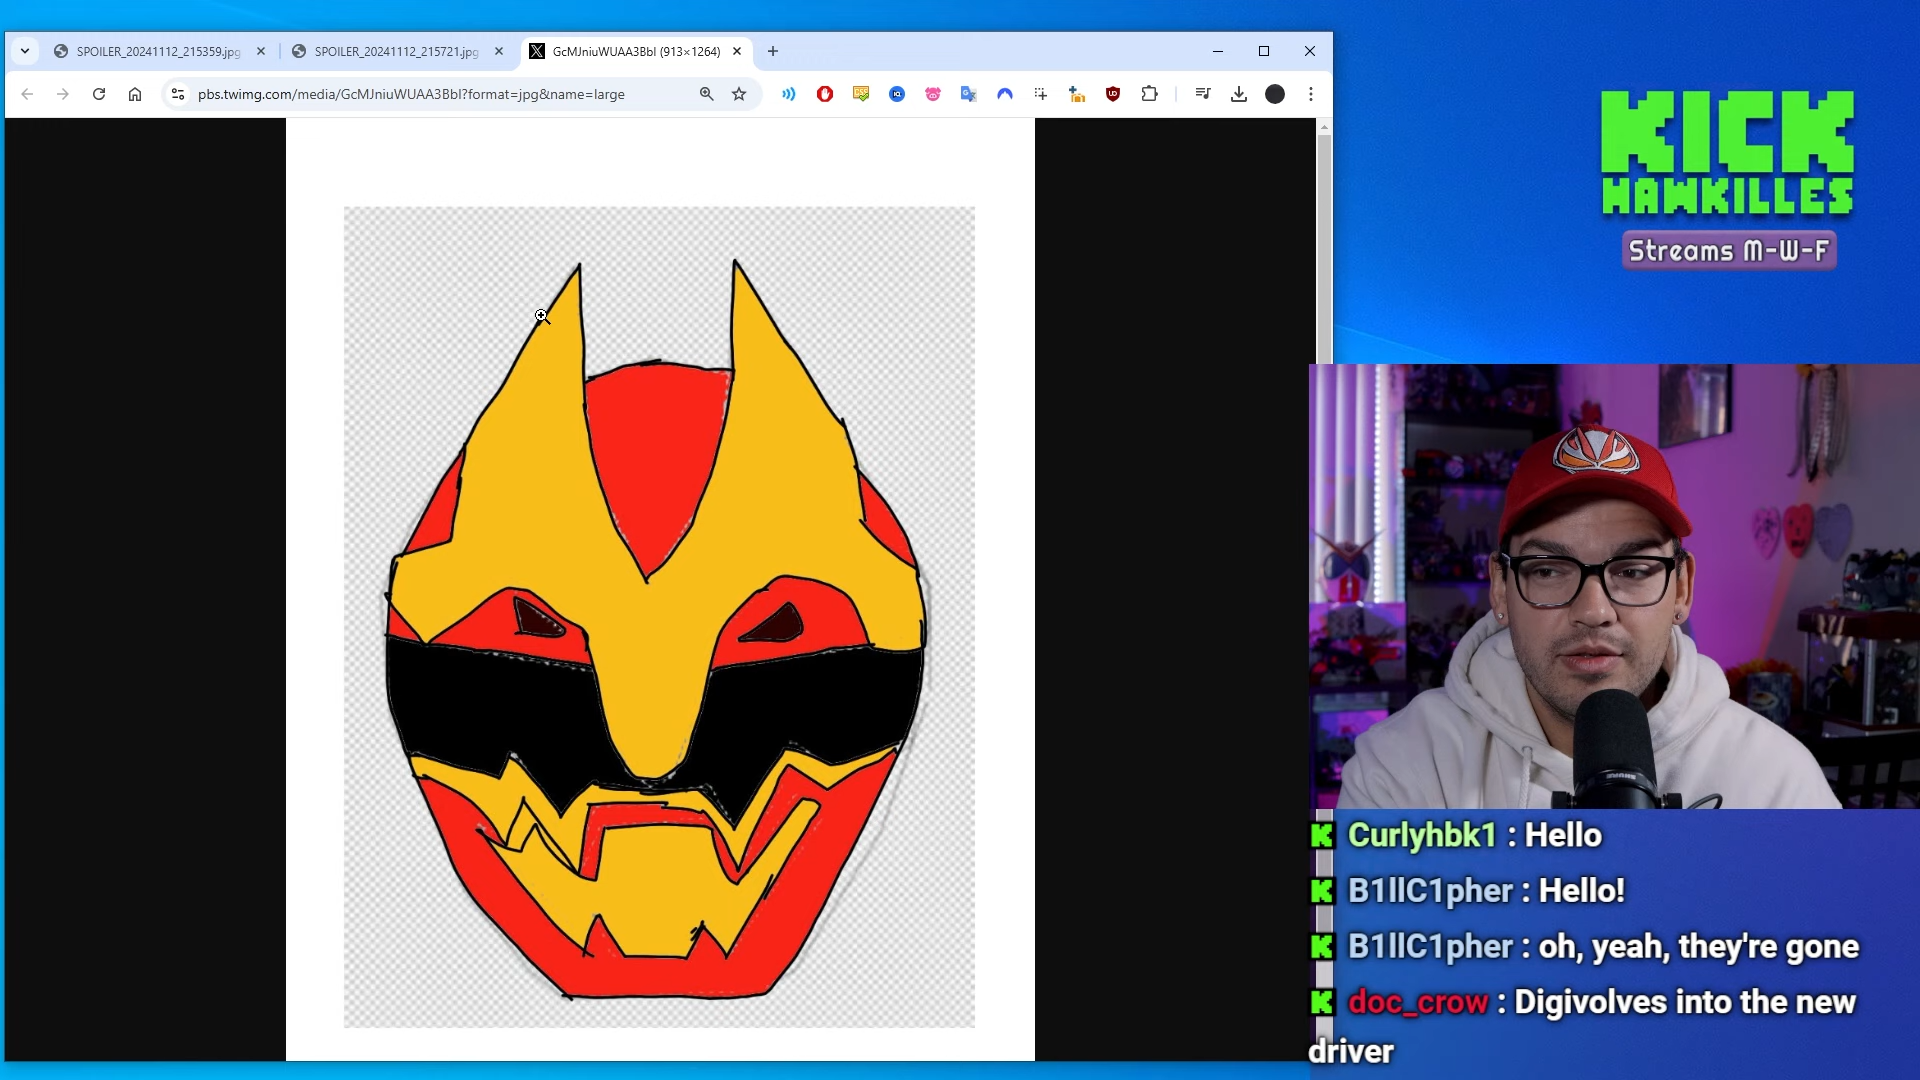 SPOILER_20241112_215359.jpg
SPOILER_20241112_215721.jpg
GcMJniuWUAA3BbI (913×1264)
pbs.twimg.com/media/GcMJniuWUAA3BbI?format=jpg&name=large
KICK
HAWKILLES
Streams M-W-F
SHURE
Curlyhbk1 : Hello
B1llC1pher : Hello!
B1llC1pher : oh, yeah, they're gone
doc_crow : Digivolves into the new
driver